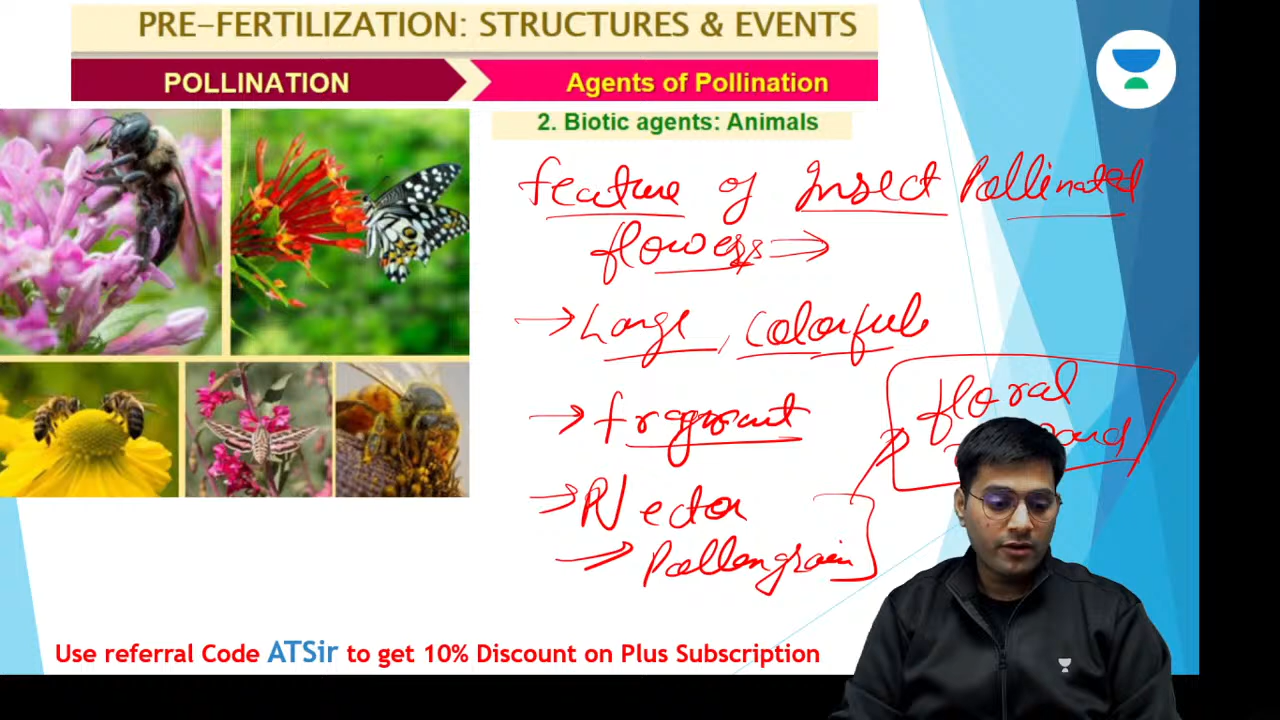 PRE-FERTILIZATION: STRUCTURES & EVENTS
POLLINATION
Agents of Pollination
2. Biotic agents: Animals
feature of Insect Pollinated
flowers
Large, Colorful
fragrant
floral
Nector
Pollengrain
Use referral Code ATSir to get 10% Discount on Plus Subscription